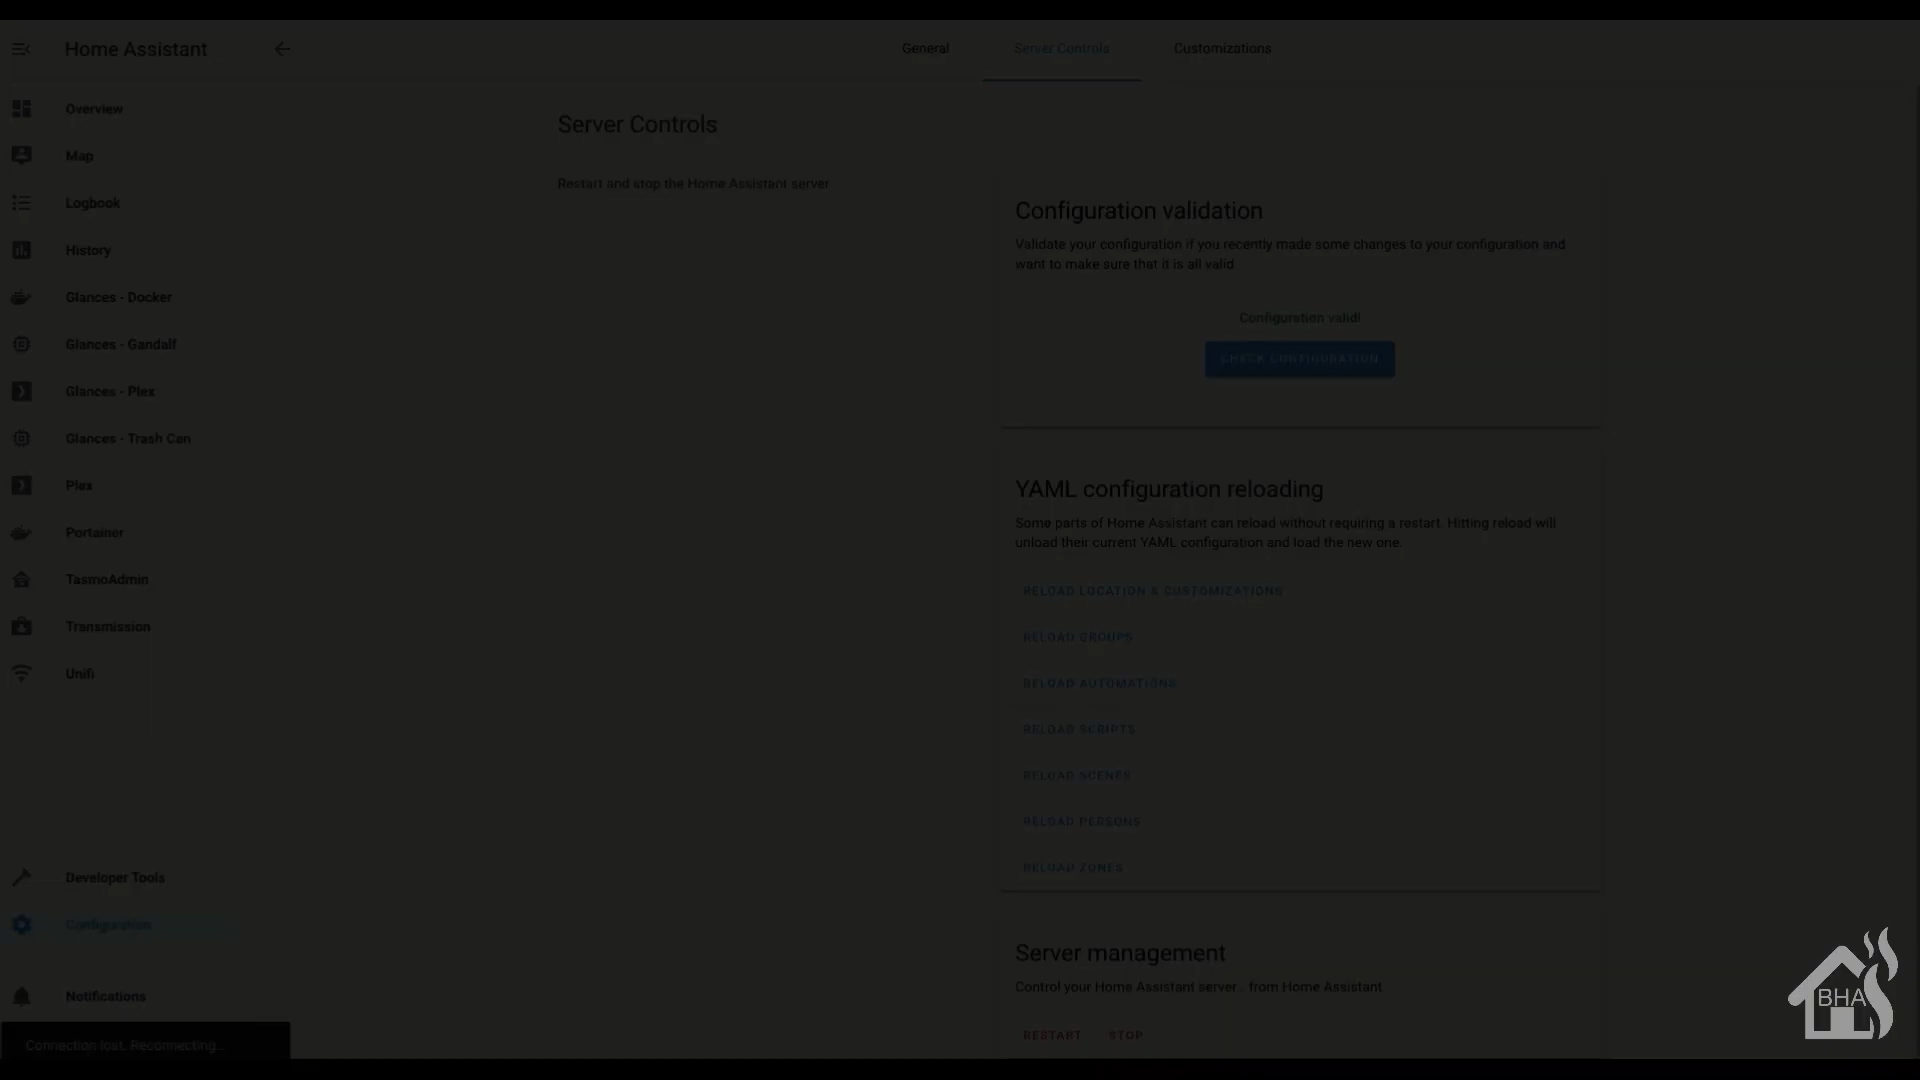 Home Assistant
General
Server Controls
Customizations
Overview
Map
Logbook
History
Glances - Docker
Glances - Gandalf
Glances - Plex
Glances - Trash Can
Plex
Portainer
TasmoAdmin
Transmission
Unifi
Developer Tools
Configuration
Notifications
Connection lost. Reconnecting...
Server Controls
Restart and stop the Home Assistant server
Configuration validation
Validate your configuration if you recently made some changes to your configuration and
want to make sure that it is all valid
Configuration valid!
CHECK CONFIGURATION
YAML configuration reloading
Some parts of Home Assistant can reload without requiring a restart. Hitting reload will
unload their current YAML configuration and load the new one.
RELOAD LOCATION & CUSTOMIZATIONS
RELOAD GROUPS
RELOAD AUTOMATIONS
RELOAD SCRIPTS
RELOAD SCENES
RELOAD PERSONS
RELOAD ZONES
Server management
Control your Home Assistant server... from Home Assistant
RESTART STOP
BHA